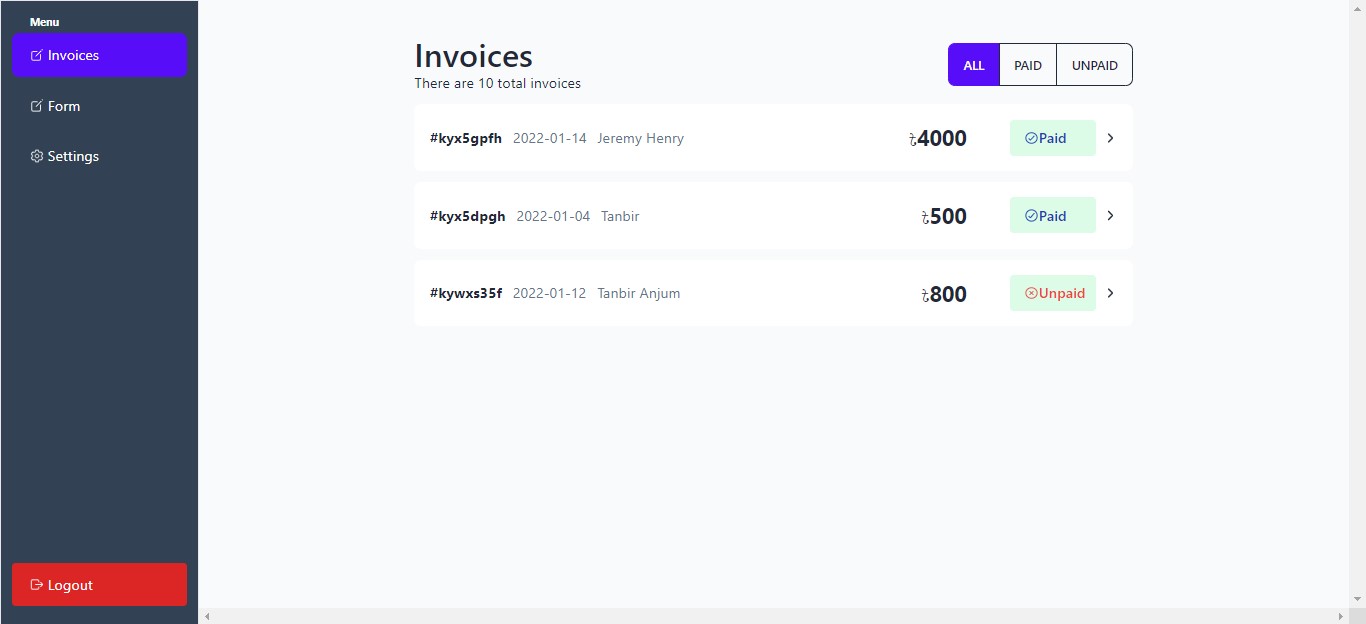 Menu
Invoices
Form
Settings
Logout
Invoices
There are 10 total invoices
ALL PAID UNPAID
#kyx5gpfh 2022-01-14 Jeremy Henry ৳4000 Paid
#kyx5dpgh 2022-01-04 Tanbir ৳500 Paid
#kywxs35f 2022-01-12 Tanbir Anjum ৳800 Unpaid